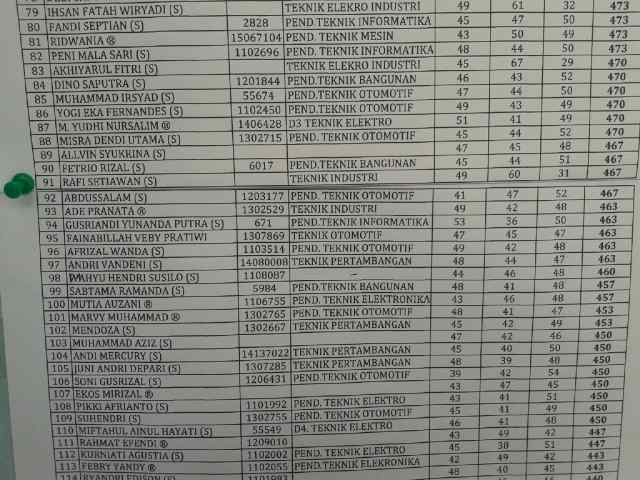 79 IHSAN FATAH WIRYADI (S) TEKNIK ELEKRO INDUSTRI 49 61 32 473
80 FANDI SEPTIAN (S) 2828 PEND.TEKNIK INFORMATIKA 45 47 50 473
81 RIDWANIA ® 15067104 PEND.TEKNIK MESIN 43 50 49 473
82 PENI MALA SARI (S) 1102696 PEND.TEKNIK INFORMATIKA 48 44 50 473
83 AKHIYARUL FITRI (S) TEKNIK ELEKRO INDUSTRI 45 67 29 470
84 DINO SAPUTRA (S) 1201844 PEND.TEKNIK BANGUNAN 46 43 52 470
85 MUHAMMAD IRSYAD (S) 55674 PEND.TEKNIK OTOMOTIF 47 44 50 470
86 YOGI EKA FERNANDES (S) 1102450 PEND.TEKNIK OTOMOTIF 49 43 49 470
87 M. YUDHI NURSALIM ® 1406428 D3 TEKNIK ELEKTRO 51 41 49 470
88 MISRA DENDI UTAMA (S) 1302715 PEND. TEKNIK OTOMOTIF 45 44 52 470
89 ALLVIN SYUKRINA (S) 47 45 48 467
90 FETRIO RIZAL (S) 6017 PEND.TEKNIK BANGUNAN 45 44 51 467
91 RAFI SETIAWAN (S) TEKNIK INDUSTRI 49 60 31 467
92 ABDUSSALAM (S) 1203177 PEND. TEKNIK OTOMOTIF 41 47 52 467
93 ADE PRANATA ® 1302529 TEKNIK INDUSTRI 49 42 48 463
94 GUSRIANDI YUNANDA PUTRA (S) 671 PEND.TEKNIK INFORMATIKA 53 36 50 463
95 FAINABILLAH VEBY PRATIWI 1307869 TEKNIK OTOMOTIF 47 45 47 463
96 AFRIZAL WANDA (S) 1103514 PEND.TEKNIK OTOMOTIF 49 42 48 463
97 ANDRI VANDENI (S) 14080008 TEKNIK PERTAMBANGAN 48 44 47 463
98 WAHYU HENDRI SUSILO (S) 1108087 – 44 46 48 460
99 SABTAMA RAMANDA (S) 5984 PEND.TEKNIK BANGUNAN 48 41 48 457
100 MUTIA AUZANI ® 1106755 PEND. TEKNIK ELEKTRONIKA 43 46 48 457
101 MARVY MUHAMMAD ® 1302765 PEND. TEKNIK OTOMOTIF 48 41 47 453
102 MENDOZA (S) 1302667 TEKNIK PERTAMBANGAN 45 42 49 453
103 MUHAMMAD AZIZ (S) 47 42 46 450
104 ANDI MERCURY (S) 14137022 TEKNIK PERTAMBANGAN 45 40 50 450
105 JUNI ANDRI DEPARI (S) 1307285 TEKNIK PERTAMBANGAN 48 39 48 450
106 SONI GUSRIZAL (S) 1206431 PEND.TEKNIK OTOMOTIF 39 42 54 450
107 EKOS MIRIZAL ® 43 47 45 450
108 PIKKI AFRIANTO (S) 1101992 PEND. TEKNIK ELEKTRO 43 41 51 450
109 SUHENDRI (S) 1302755 PEND. TEKNIK OTOMOTIF 45 41 49 450
110 MIFTAHUL AINUL HAYATI (S) 55549 D4. TEKNIK ELEKTRO 46 41 48 450
111 RAHMAT EFENDI ® 1209010 43 49 42 447
112 KURNIATI AGUSTIA (S) 1102002 PEND. TEKNIK ELEKTRO 45 38 51 447
113 FEBBY YANDY ® 1102055 PEND.TEKNIK ELEKRONIKA 42 49 42 443
48 40 45 443